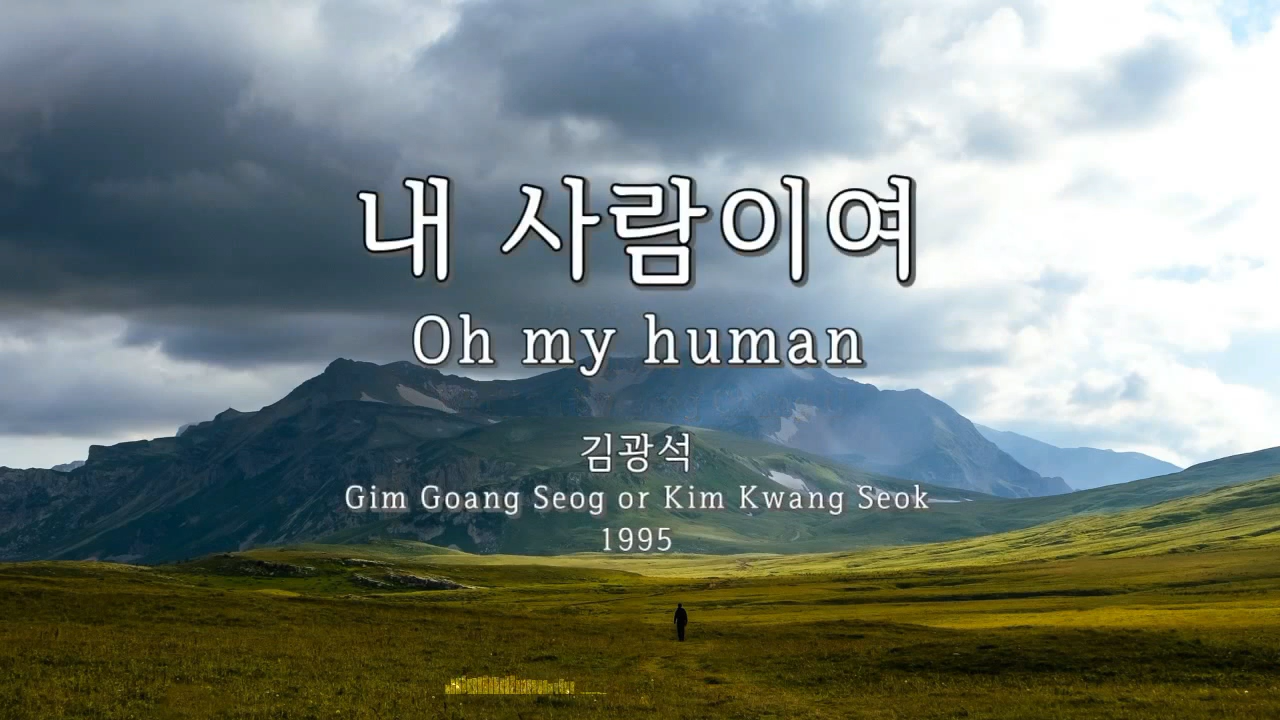 내 사람이여
Oh my human
김광석
Gim Goang Seog or Kim Kwang Seok
1995